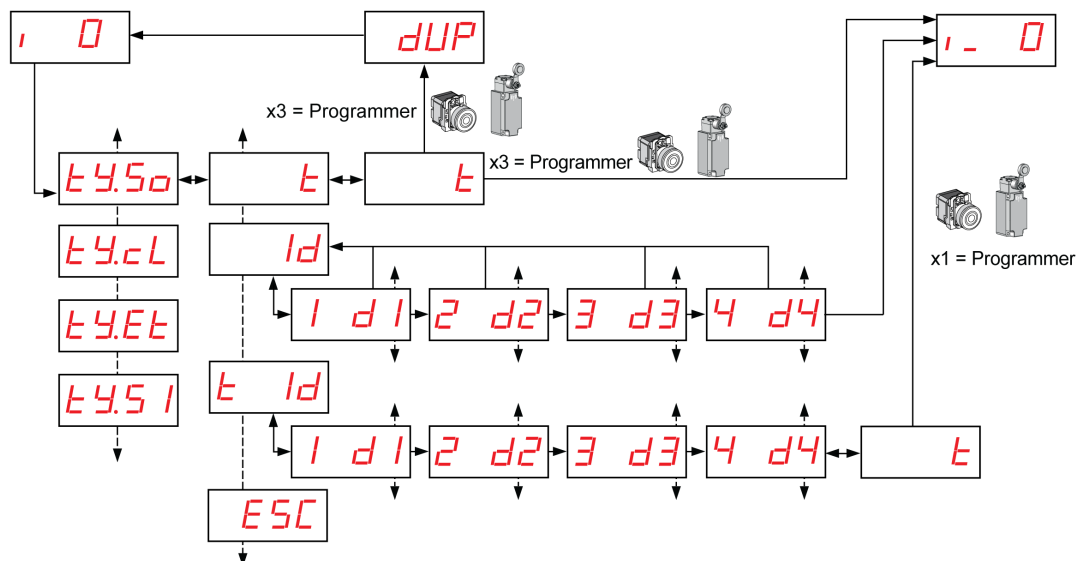 ı 0
dUP
ı_ 0
x3 = Programmer
x3 = Programmer
tY.So
t
t
tY.cL
Id
x1 = Programmer
1 d1
2 d2
3 d3
4 d4
tY.Et
t Id
tY.S1
1 d1
2 d2
3 d3
4 d4
t
ESC